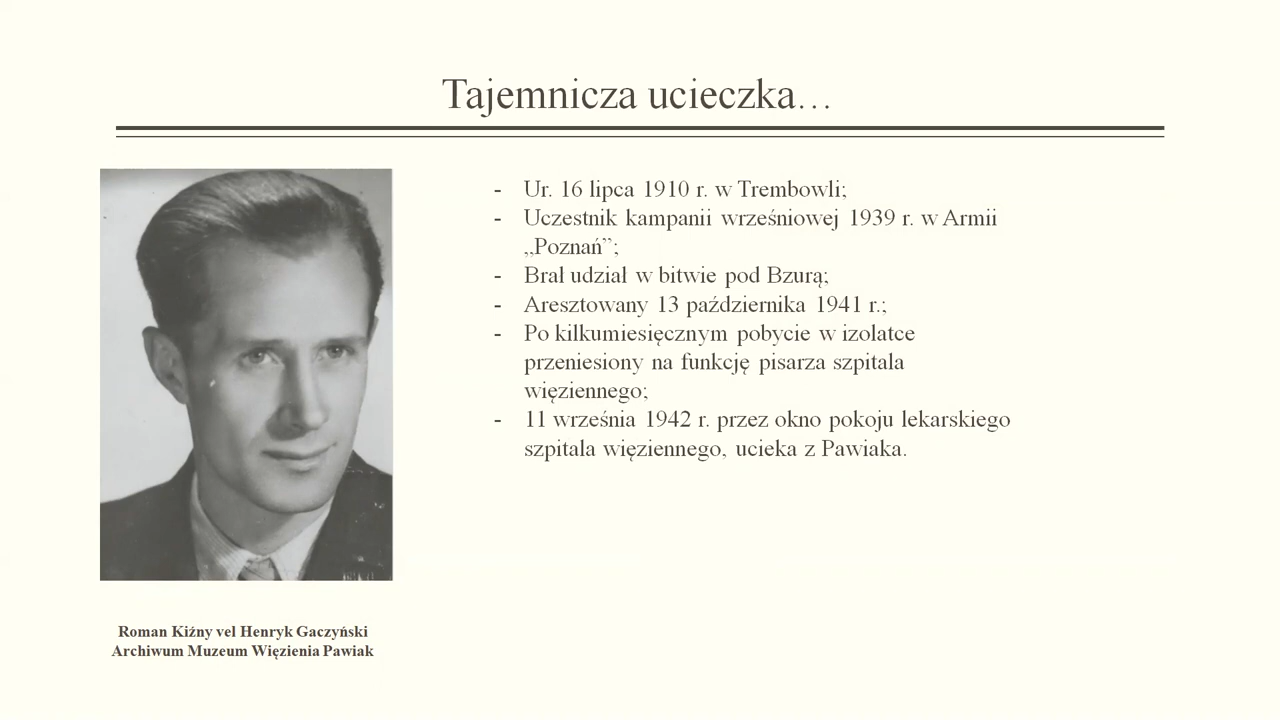 Tajemnicza ucieczka…
- Ur. 16 lipca 1910 r. w Trembowli;
- Uczestnik kampanii wrześniowej 1939 r. w Armii
„Poznań”;
- Brał udział w bitwie pod Bzurą;
- Aresztowany 13 października 1941 r.;
- Po kilkumiesięcznym pobycie w izolatce
przeniesiony na funkcję pisarza szpitala
więziennego;
- 11 września 1942 r. przez okno pokoju lekarskiego
szpitala więziennego, ucieka z Pawiaka.
Roman Kiźny vel Henryk Gaczyński
Archiwum Muzeum Więzienia Pawiak